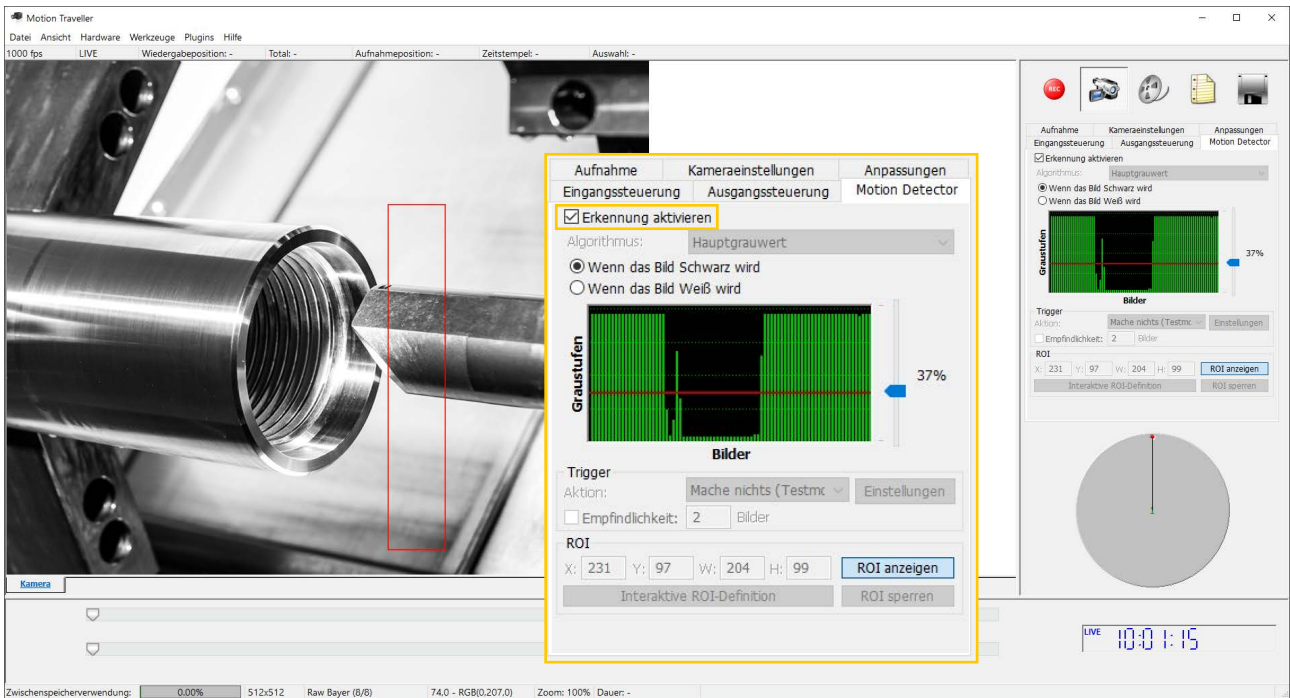 Motion Traveller
Datei Ansicht Hardware Werkzeuge Plugins Hilfe
1000 fps LIVE Wiedergabeposition: - Total: - Aufnahmeposition: - Zeitstempel: - Auswahl: -
REC
Aufnahme Kameraeinstellungen Anpassungen
Eingangssteuerung Ausgangssteuerung Motion Detector
Erkennung aktivieren
Algorithmus: Hauptgrauwert
Wenn das Bild Schwarz wird
Wenn das Bild Weiß wird
Graustufen
37%
Bilder
Trigger
Aktion: Mache nichts (Testmc Einstellungen
Empfindlichkeit: 2 Bilder
ROI
X: 231 Y: 97 W: 204 H: 99 ROI anzeigen
Interaktive ROI-Definition ROI sperren
Aufnahme Kameraeinstellungen Anpassungen
Eingangssteuerung Ausgangssteuerung Motion Detector
Erkennung aktivieren
Algorithmus: Hauptgrauwert
Wenn das Bild Schwarz wird
Wenn das Bild Weiß wird
Graustufen
37%
Bilder
Trigger
Aktion: Mache nichts (Testmc Einstellungen
Empfindlichkeit: 2 Bilder
ROI
X: 231 Y: 97 W: 204 H: 99 ROI anzeigen
Interaktive ROI-Definition ROI sperren
Kamera
LIVE 10:01:15
Zwischenspeicherverwendung: 0.00% 512x512 Raw Bayer (8/8) 74,0 - RGB(0,207,0) Zoom: 100% Dauer: -